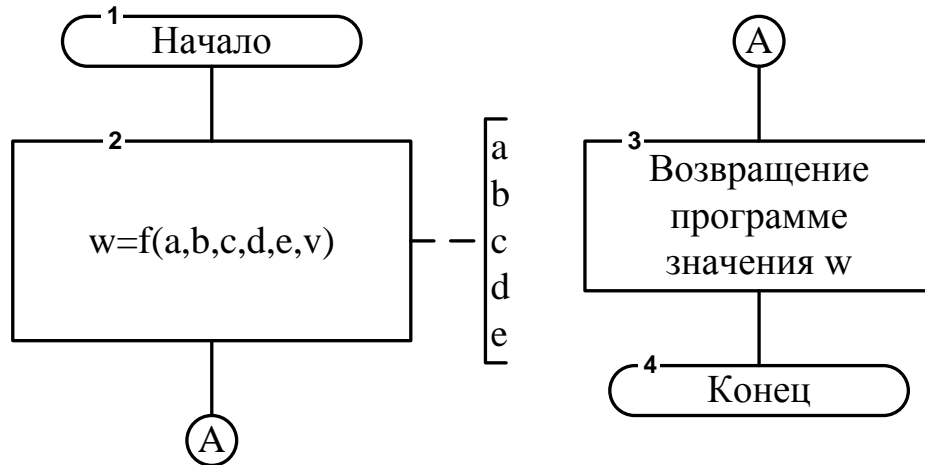 1
Начало
2
w=f(a,b,c,d,e,v)
a
b
c
d
e
A
A
3
Возвращение
программе
значения w
4
Конец